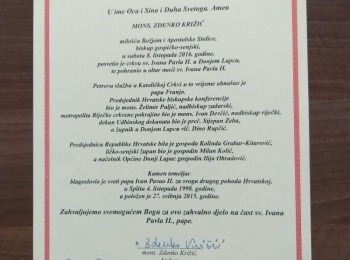 U ime Oca i Sina i Duha Svetoga. Amen
MONS. ZDENKO KRIŽIĆ
milošću Božjom i Apostolske Stolice,
biskup gospićko-senjski,
u subotu 8. listopada 2016. godine,
posvetio je crkvu sv. Ivana Pavla II. u Donjem Lapcu,
te pohranio u oltar moći sv. Ivana Pavla II.
Petrovu službu u Katoličkoj Crkvi u to vrijeme obnašao je
papa Franjo.
Predsjednik Hrvatske biskupske konferencije
bio je mons. Želimir Puljić, nadbiskup zadarski,
metropolita Riječke crkvene pokrajine bio je mons. Ivan Devčić, nadbiskup riječki,
dekan Udbinskog dekanata bio je preč. Stjepan Zeba,
a župnik u Donjem Lapcu vlč. Dino Rupčić.
Predsjednica Republike Hrvatske bila je gospođa Kolinda Grabar-Kitarović,
ličko-senjski župan bio je gospodin Milan Kolić,
a načelnik Općine Donji Lapac gospodin Ilija Obradović.
Kamen temeljac
blagoslovio je sveti papa Ivan Pavao II. za svoga drugog pohoda Hrvatskoj,
u Splitu 4. listopada 1998. godine,
a položen je 27. svibnja 2015. godine.
Zahvaljujemo svemogućem Bogu za ovo zahvalno djelo na čast sv. Ivana
Pavla II., pape.
Zdenko Križić
mons. Zdenko Križić,